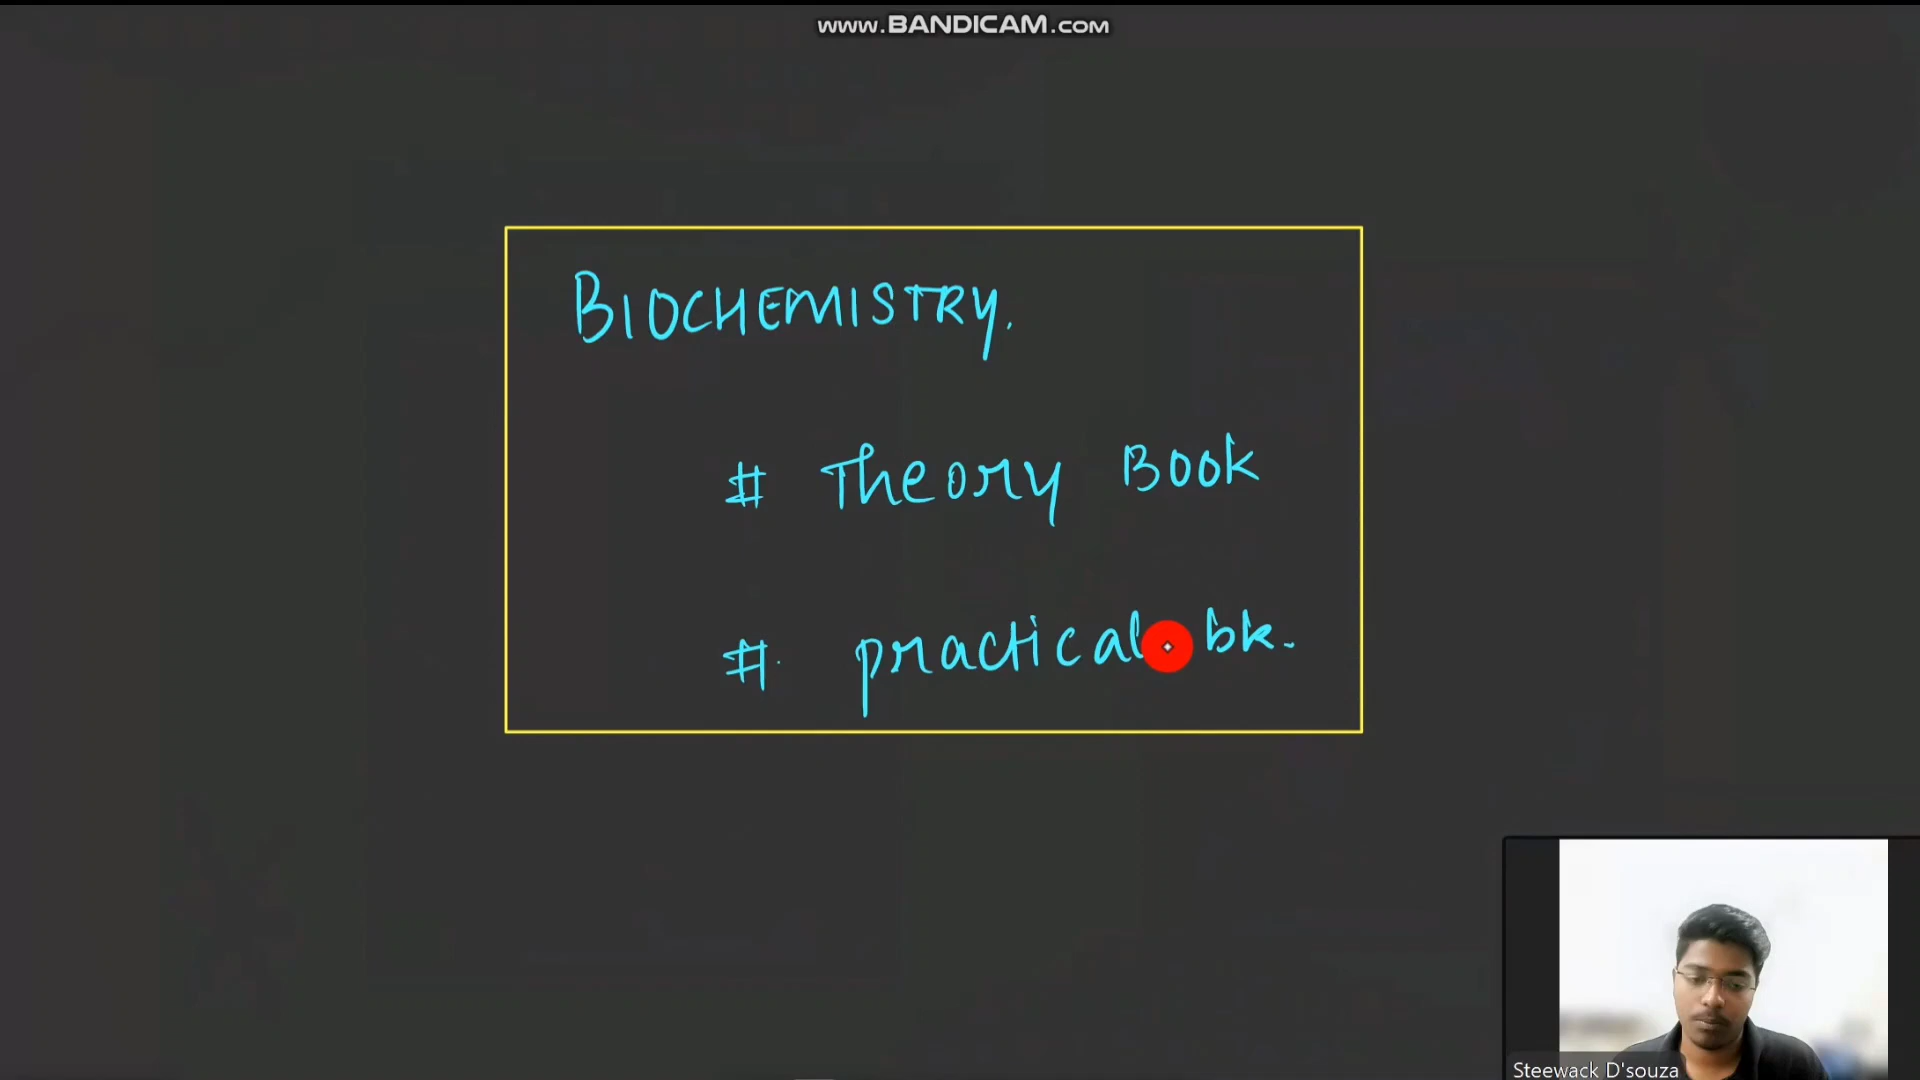 www.BANDICAM.com
BIOCHEMISTRY.
# Theory Book
#. practical bk.
Steewack D'souza